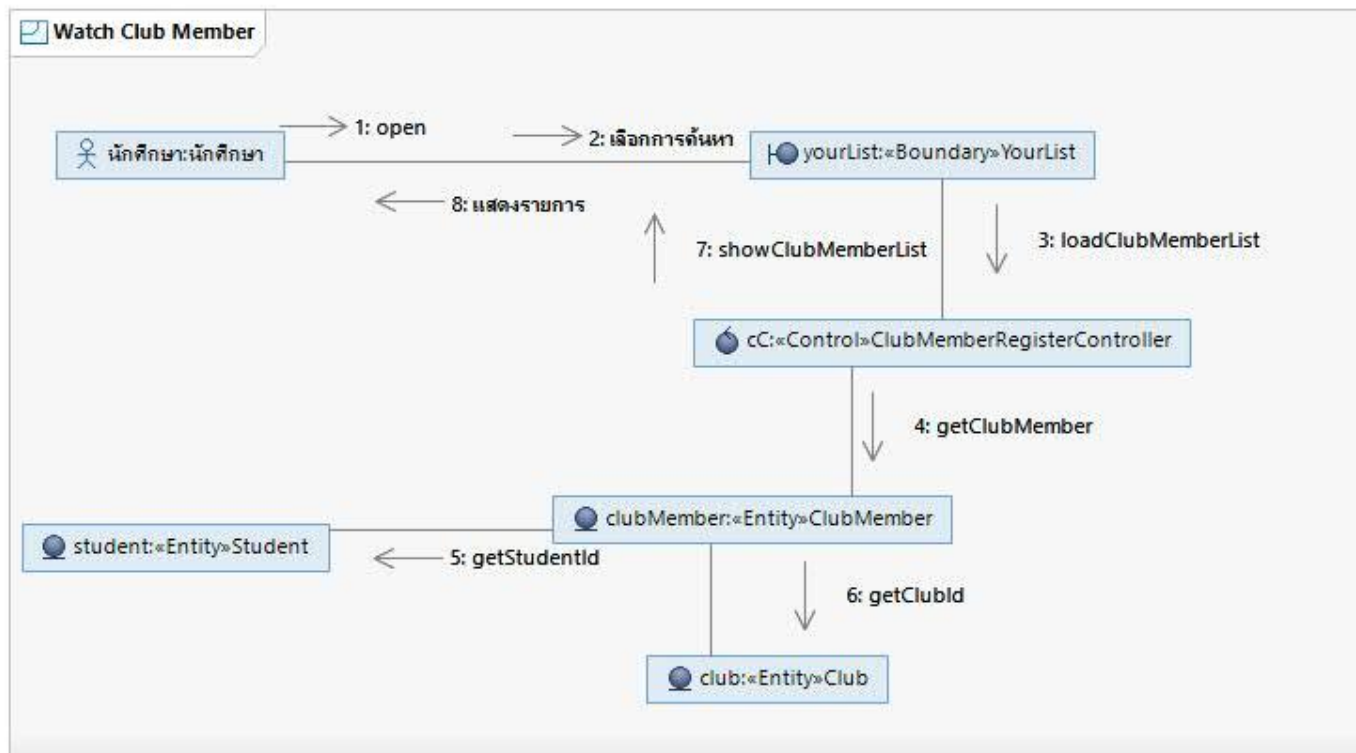 Watch Club Member
1: open
2: เลือกการค้นหา
นักศึกษา:นักศึกษา
yourList:«Boundary»YourList
8: แสดงรายการ
7: showClubMemberList
3: loadClubMemberList
cC:«Control»ClubMemberRegisterController
4: getClubMember
clubMember:«Entity»ClubMember
student:«Entity»Student
5: getStudentId
6: getClubId
club:«Entity»Club